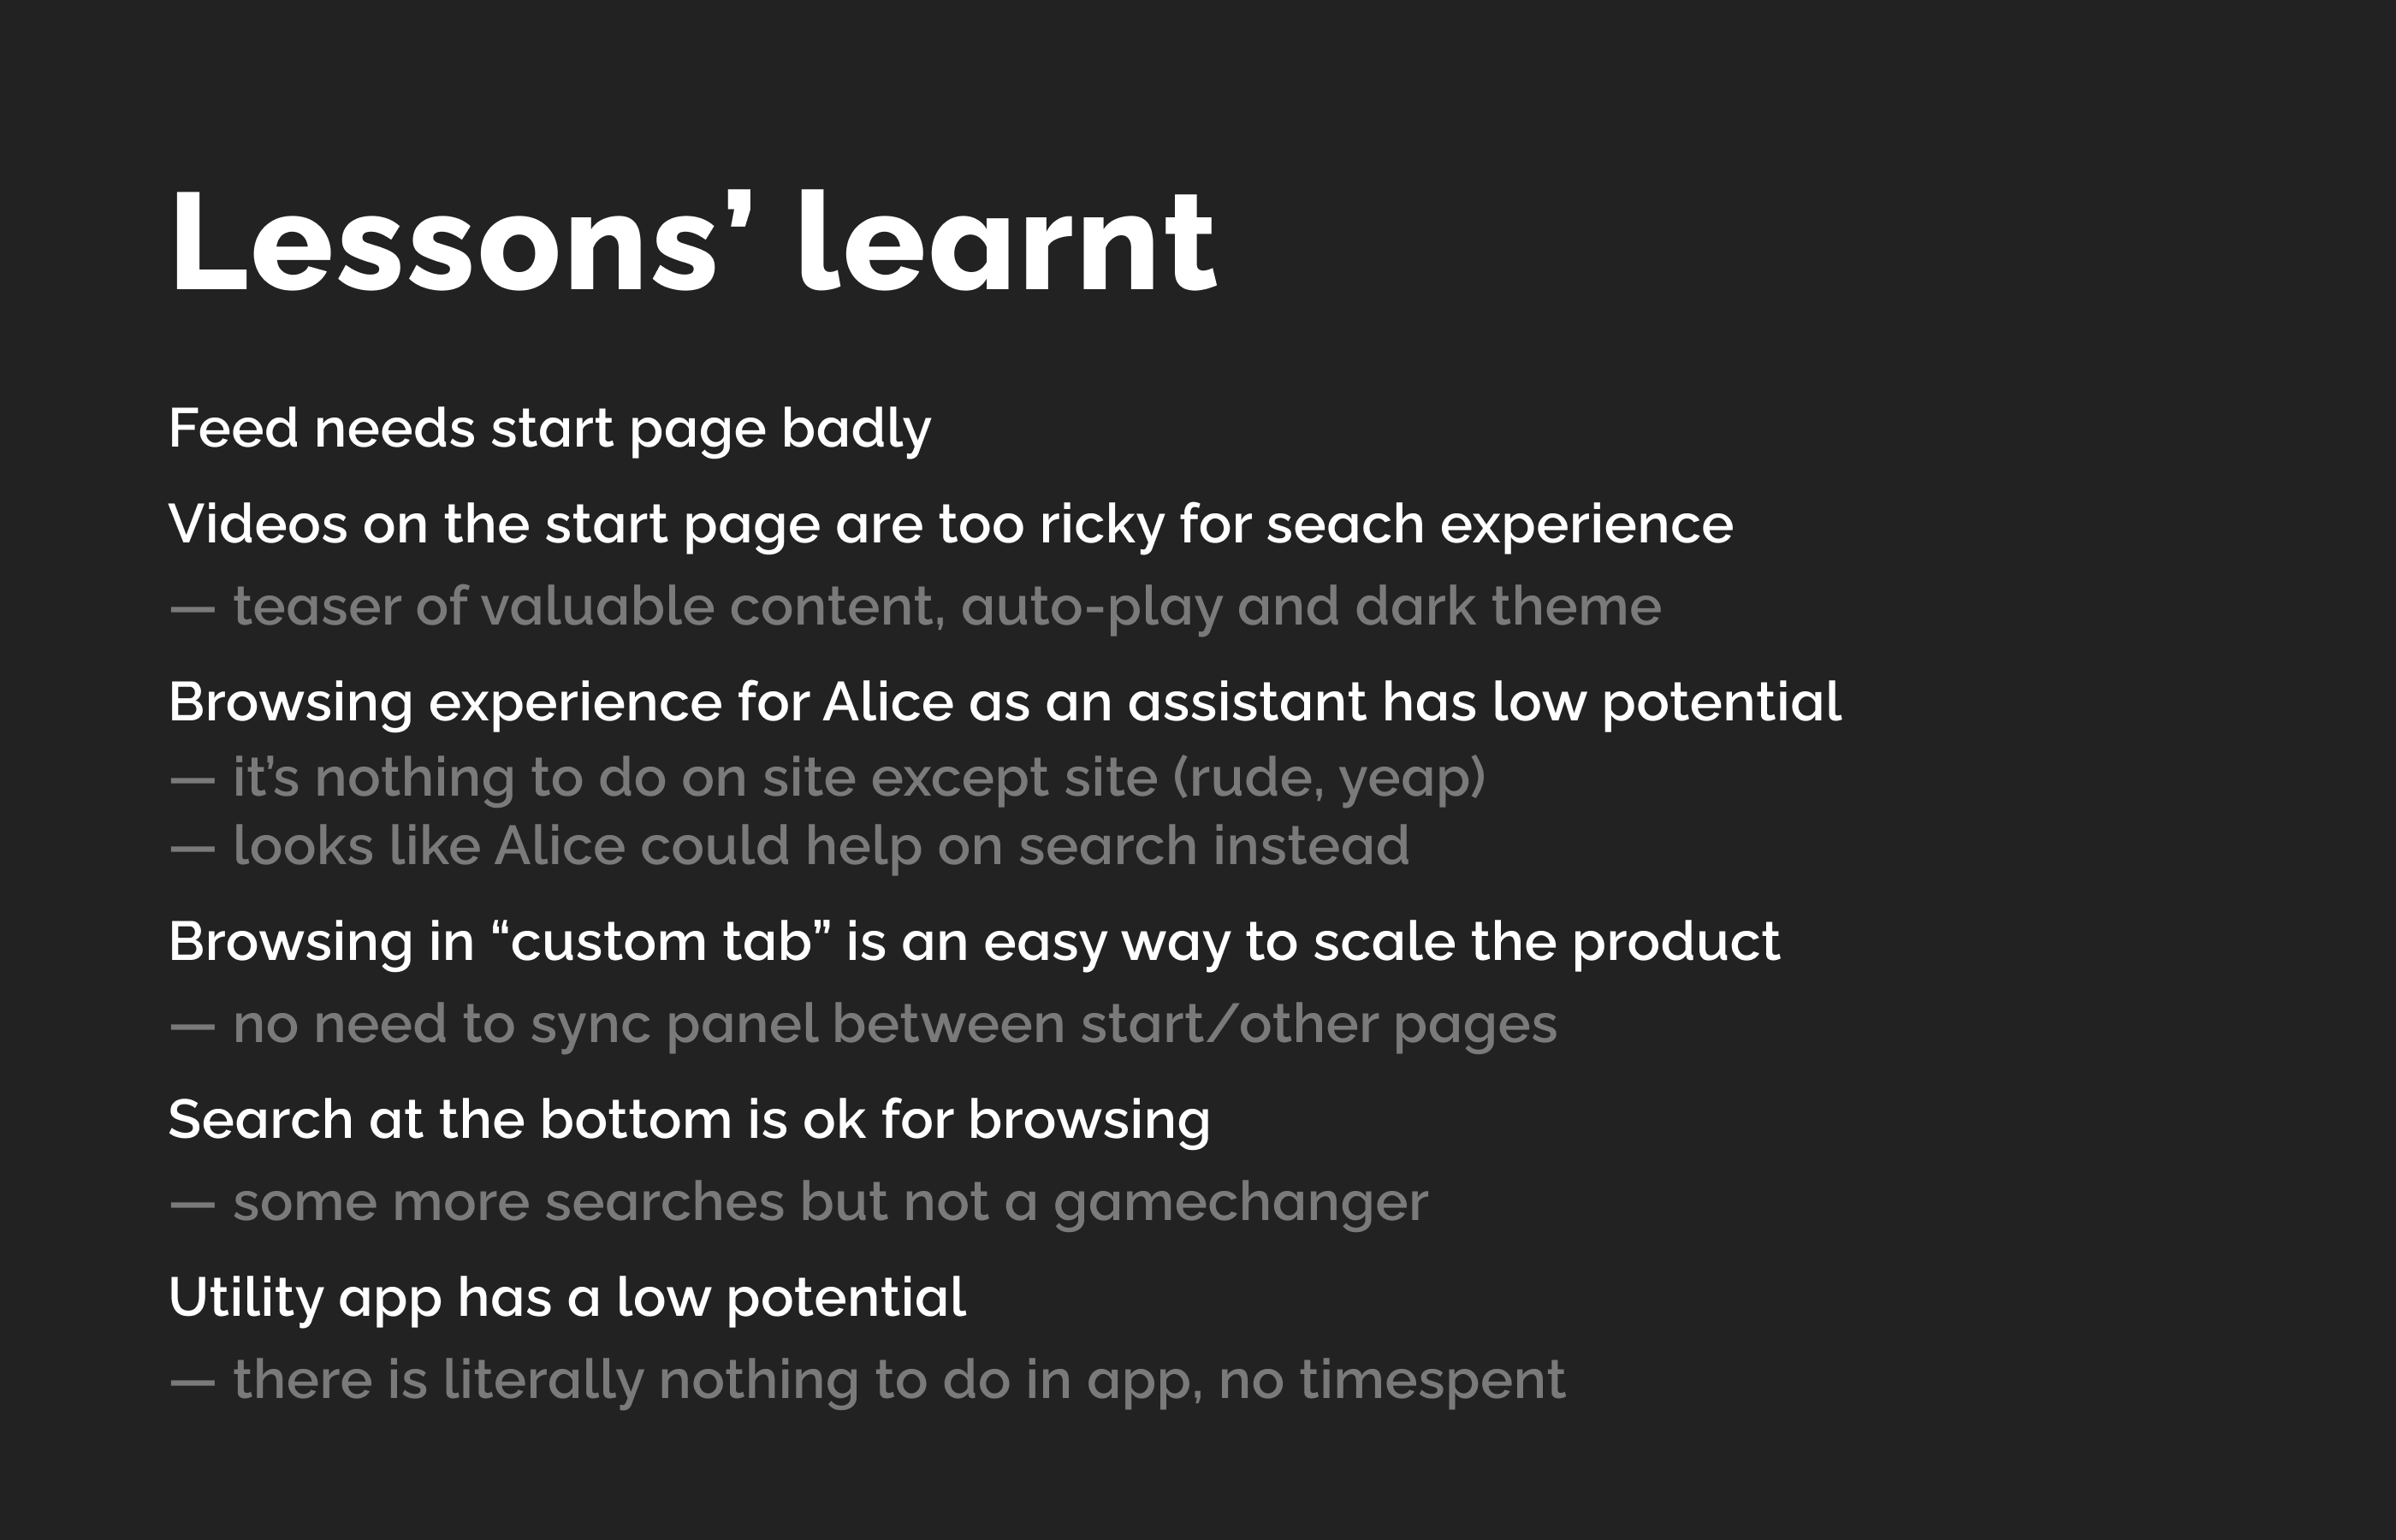 Lessons’ learnt
Feed needs start page badly
Videos on the start page are too ricky for seach experience
— teaser of valuable content, auto-play and dark theme
Browsing experience for Alice as an assistant has low potential
— it’s nothing to do on site except site (rude, yeap)
— looks like Alice could help on search instead
Browsing in “custom tab” is an easy way to scale the product
— no need to sync panel between start/other pages
Search at the bottom is ok for browsing
— some more searches but not a gamechanger
Utility app has a low potential
— there is literally nothing to do in app, no timespent